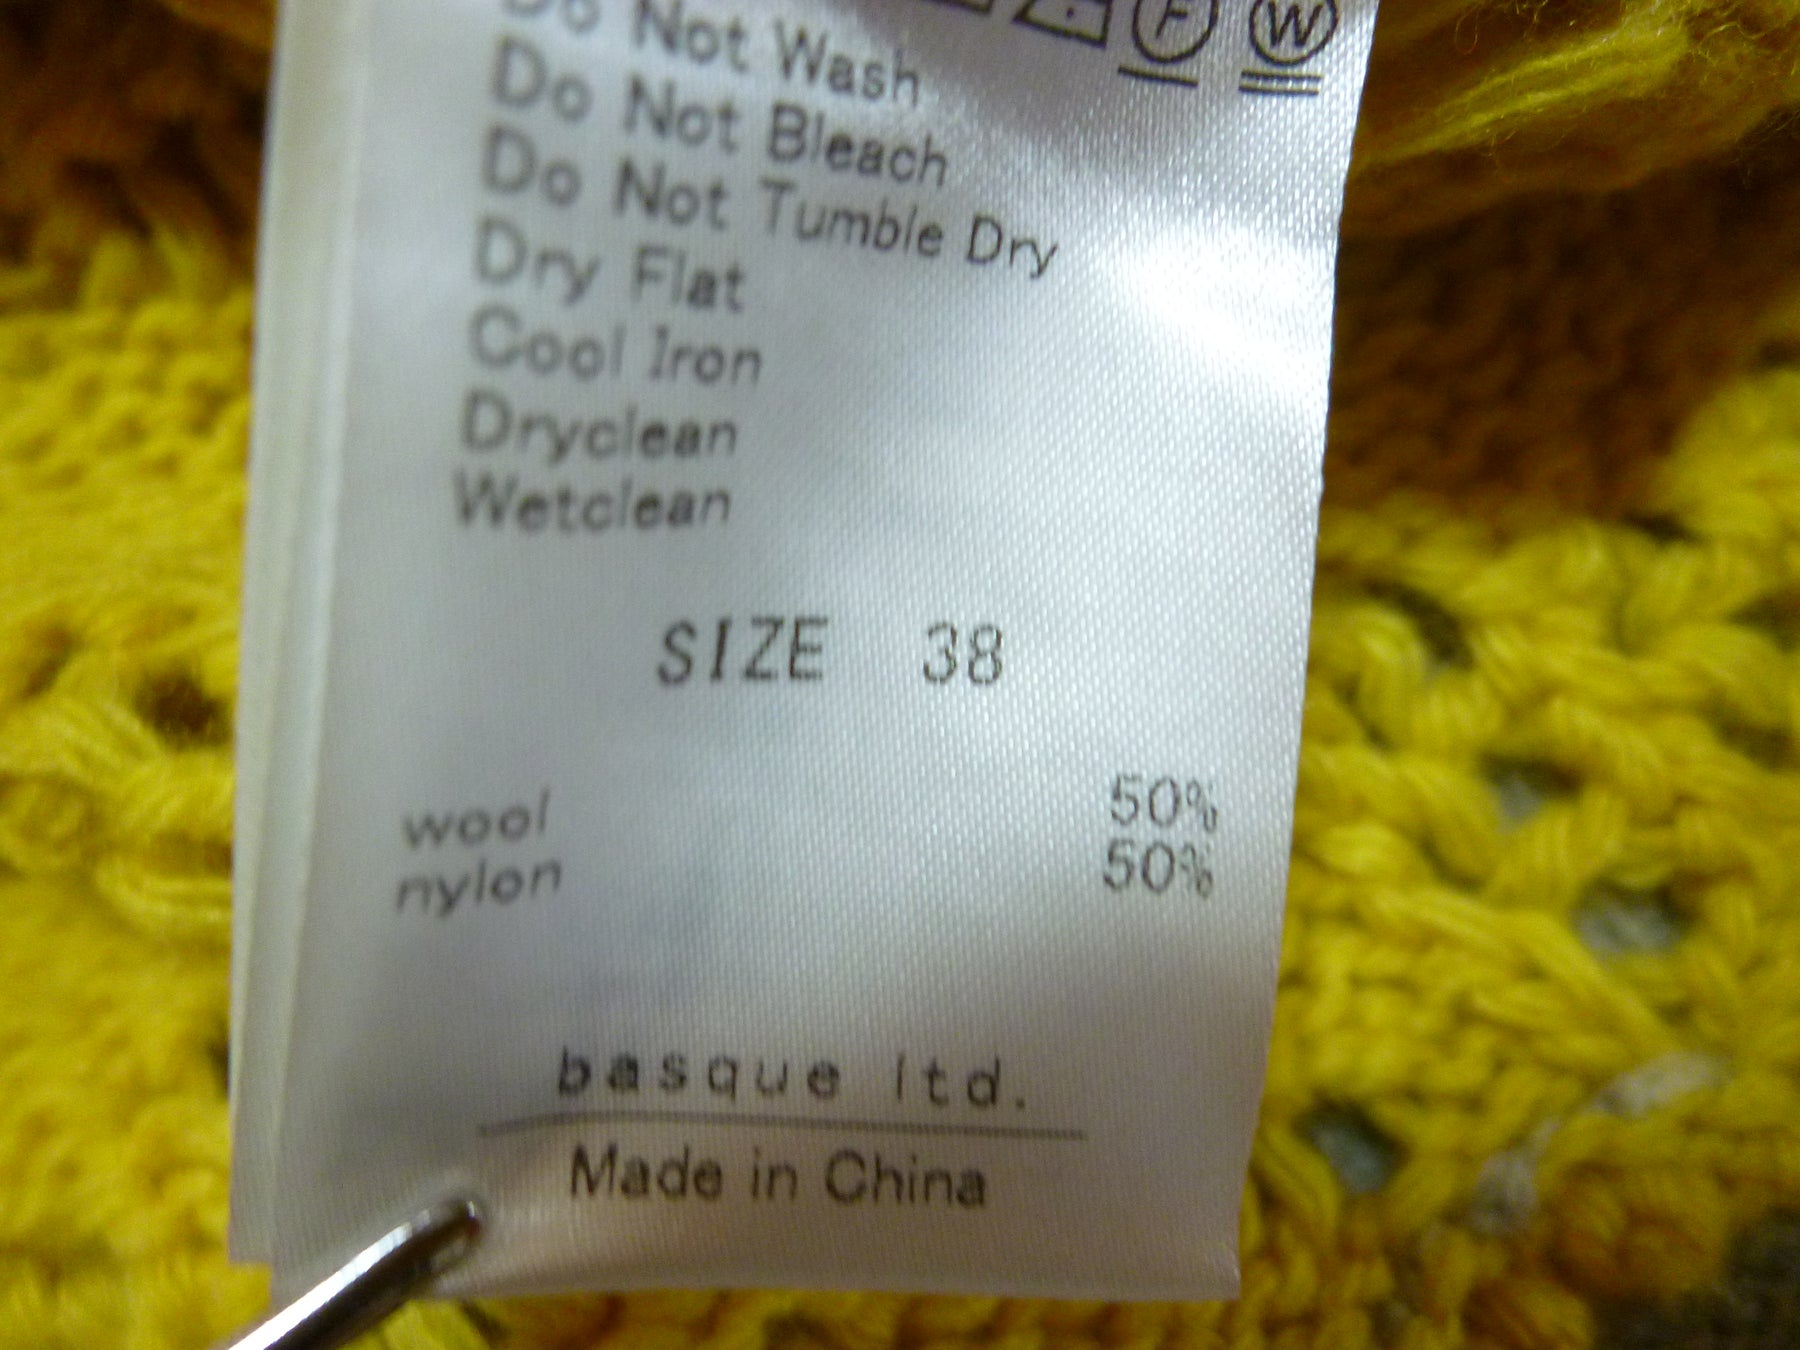 Do Not Wash
Do Not Bleach
Do Not Tumble Dry
Dry Flat
Cool Iron
Dryclean
Wetclean
SIZE 38
wool 50%
nylon 50%
basque ltd.
Made in China
F W